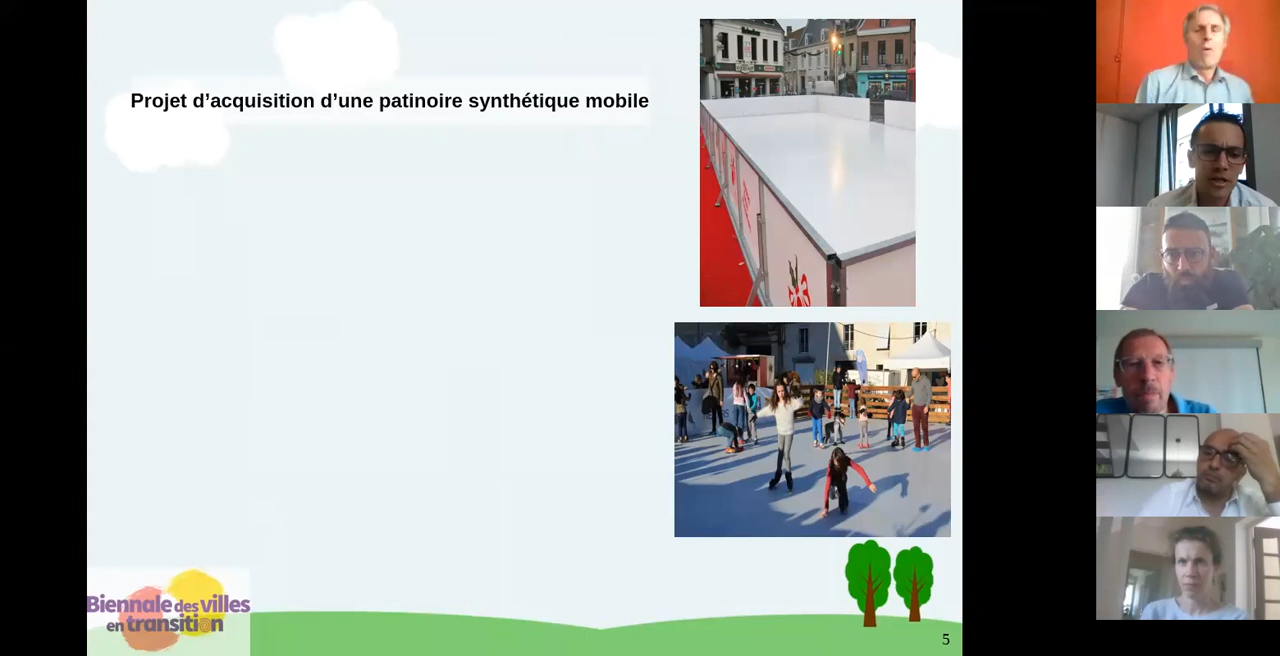 Projet d’acquisition d’une patinoire synthétique mobile
Biennale des villes
en transition
5